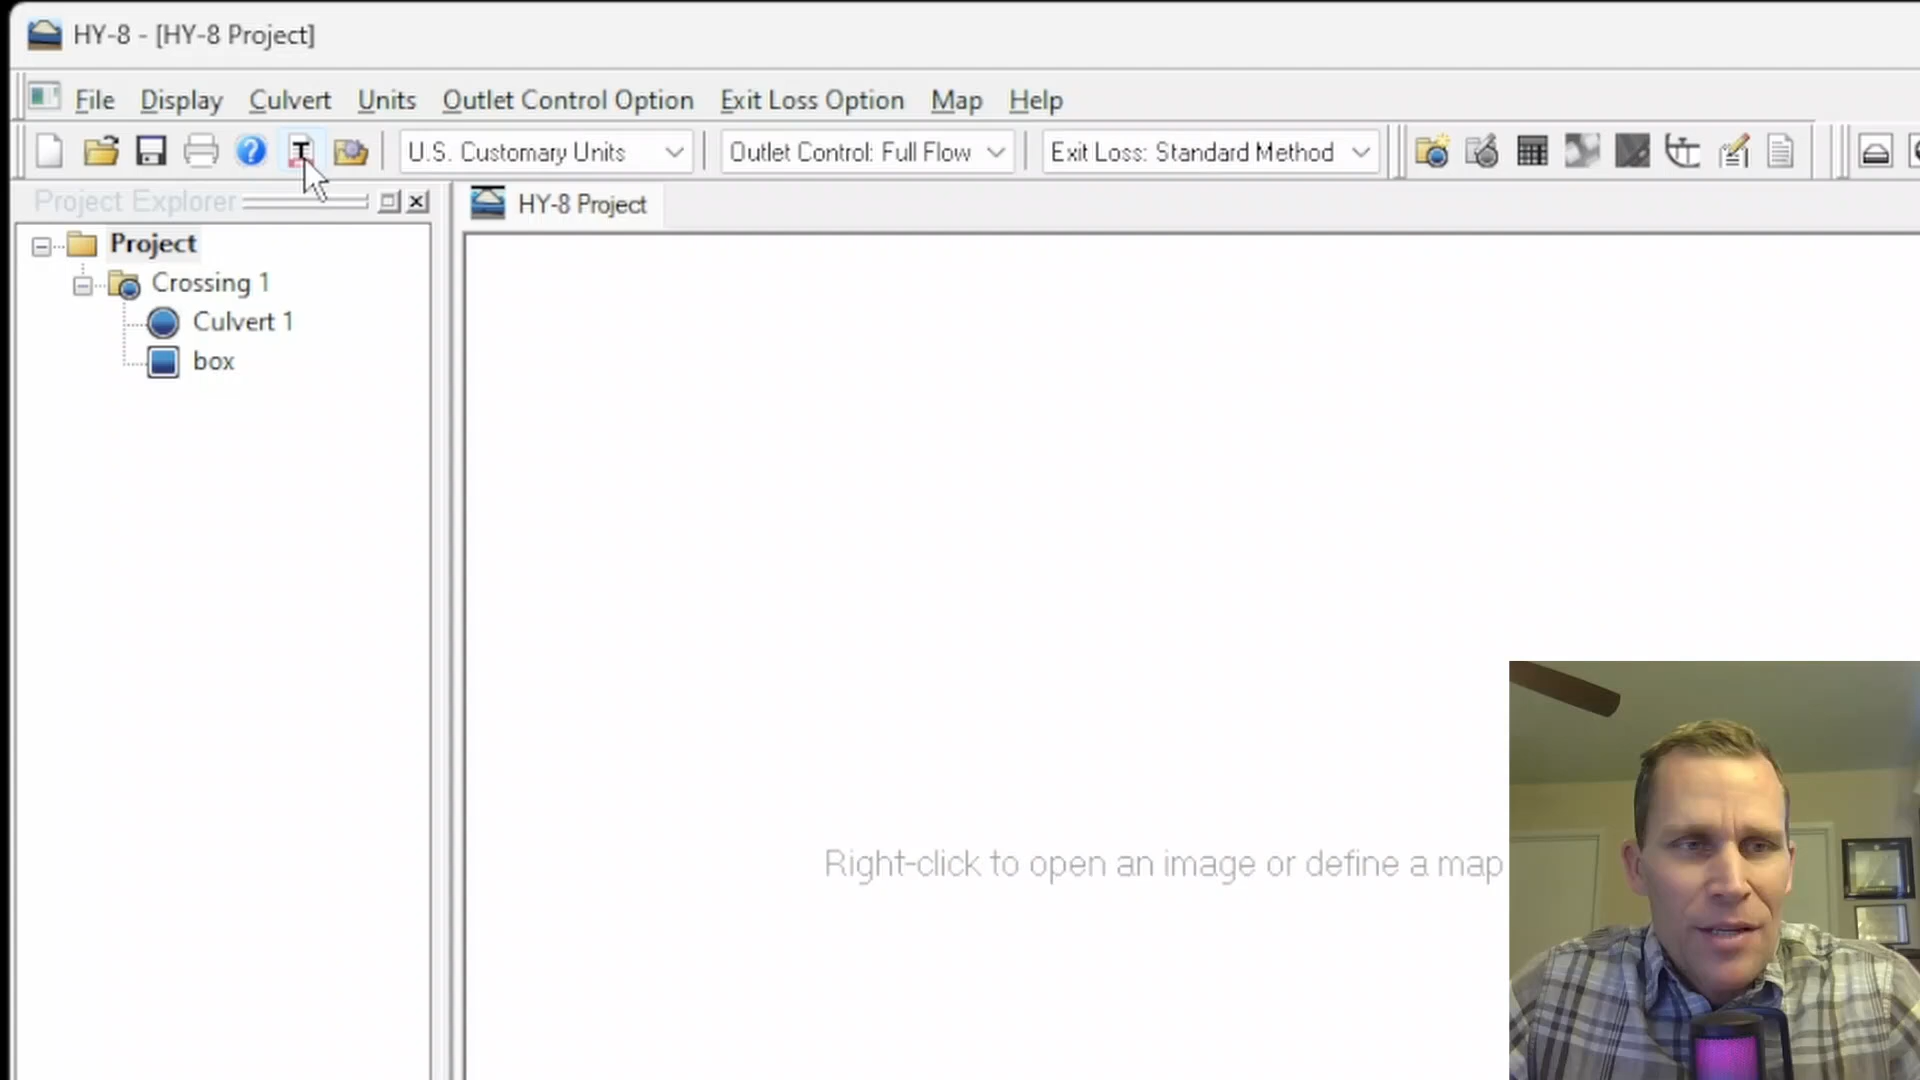 HY-8 - [HY-8 Project]
File Display Culvert Units Outlet Control Option Exit Loss Option Map Help
T U.S. Customary Units Outlet Control: Full Flow Exit Loss: Standard Method
Project Explorer
HY-8 Project
Project
Crossing 1
Culvert 1
box
Right-click to open an image or define a map